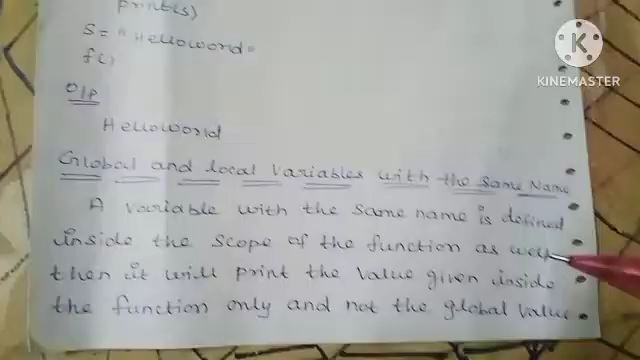 print(s)
S= "Helloword"
f()
O/P
Helloworld
Global and local Variables with the Same Name
A variable with the same name is defined
inside the scope of the function as well
then it will print the value given inside
the function only and not the global value
K
KINEMASTER